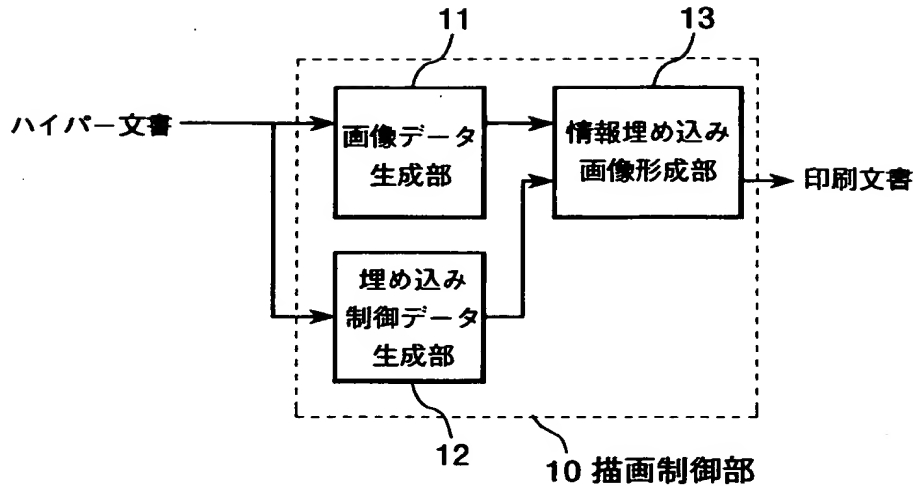 11
13
ハイパー文書
画像データ
生成部
情報埋め込み
画像形成部
印刷文書
埋め込み
制御データ
生成部
12
10 描画制御部